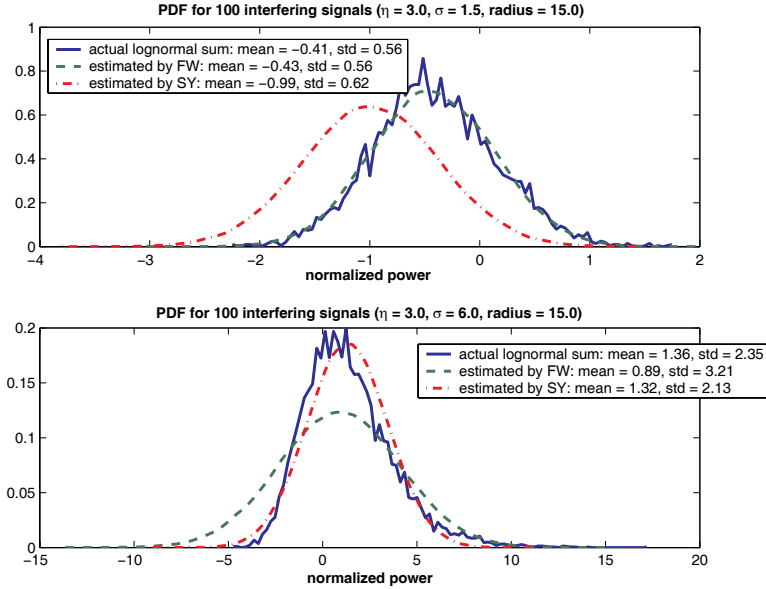 PDF for 100 interfering signals (η = 3.0, σ = 1.5, radius = 15.0)
1
0.8
0.6
0.4
0.2
0
actual lognormal sum: mean = −0.41, std = 0.56
estimated by FW: mean = −0.43, std = 0.56
estimated by SY: mean = −0.99, std = 0.62
−4
−3
−2
−1
0
1
2
normalized power
PDF for 100 interfering signals (η = 3.0, σ = 6.0, radius = 15.0)
0.2
0.15
0.1
0.05
0
actual lognormal sum: mean = 1.36, std = 2.35
estimated by FW: mean = 0.89, std = 3.21
estimated by SY: mean = 1.32, std = 2.13
−15
−10
−5
0
5
10
15
20
normalized power